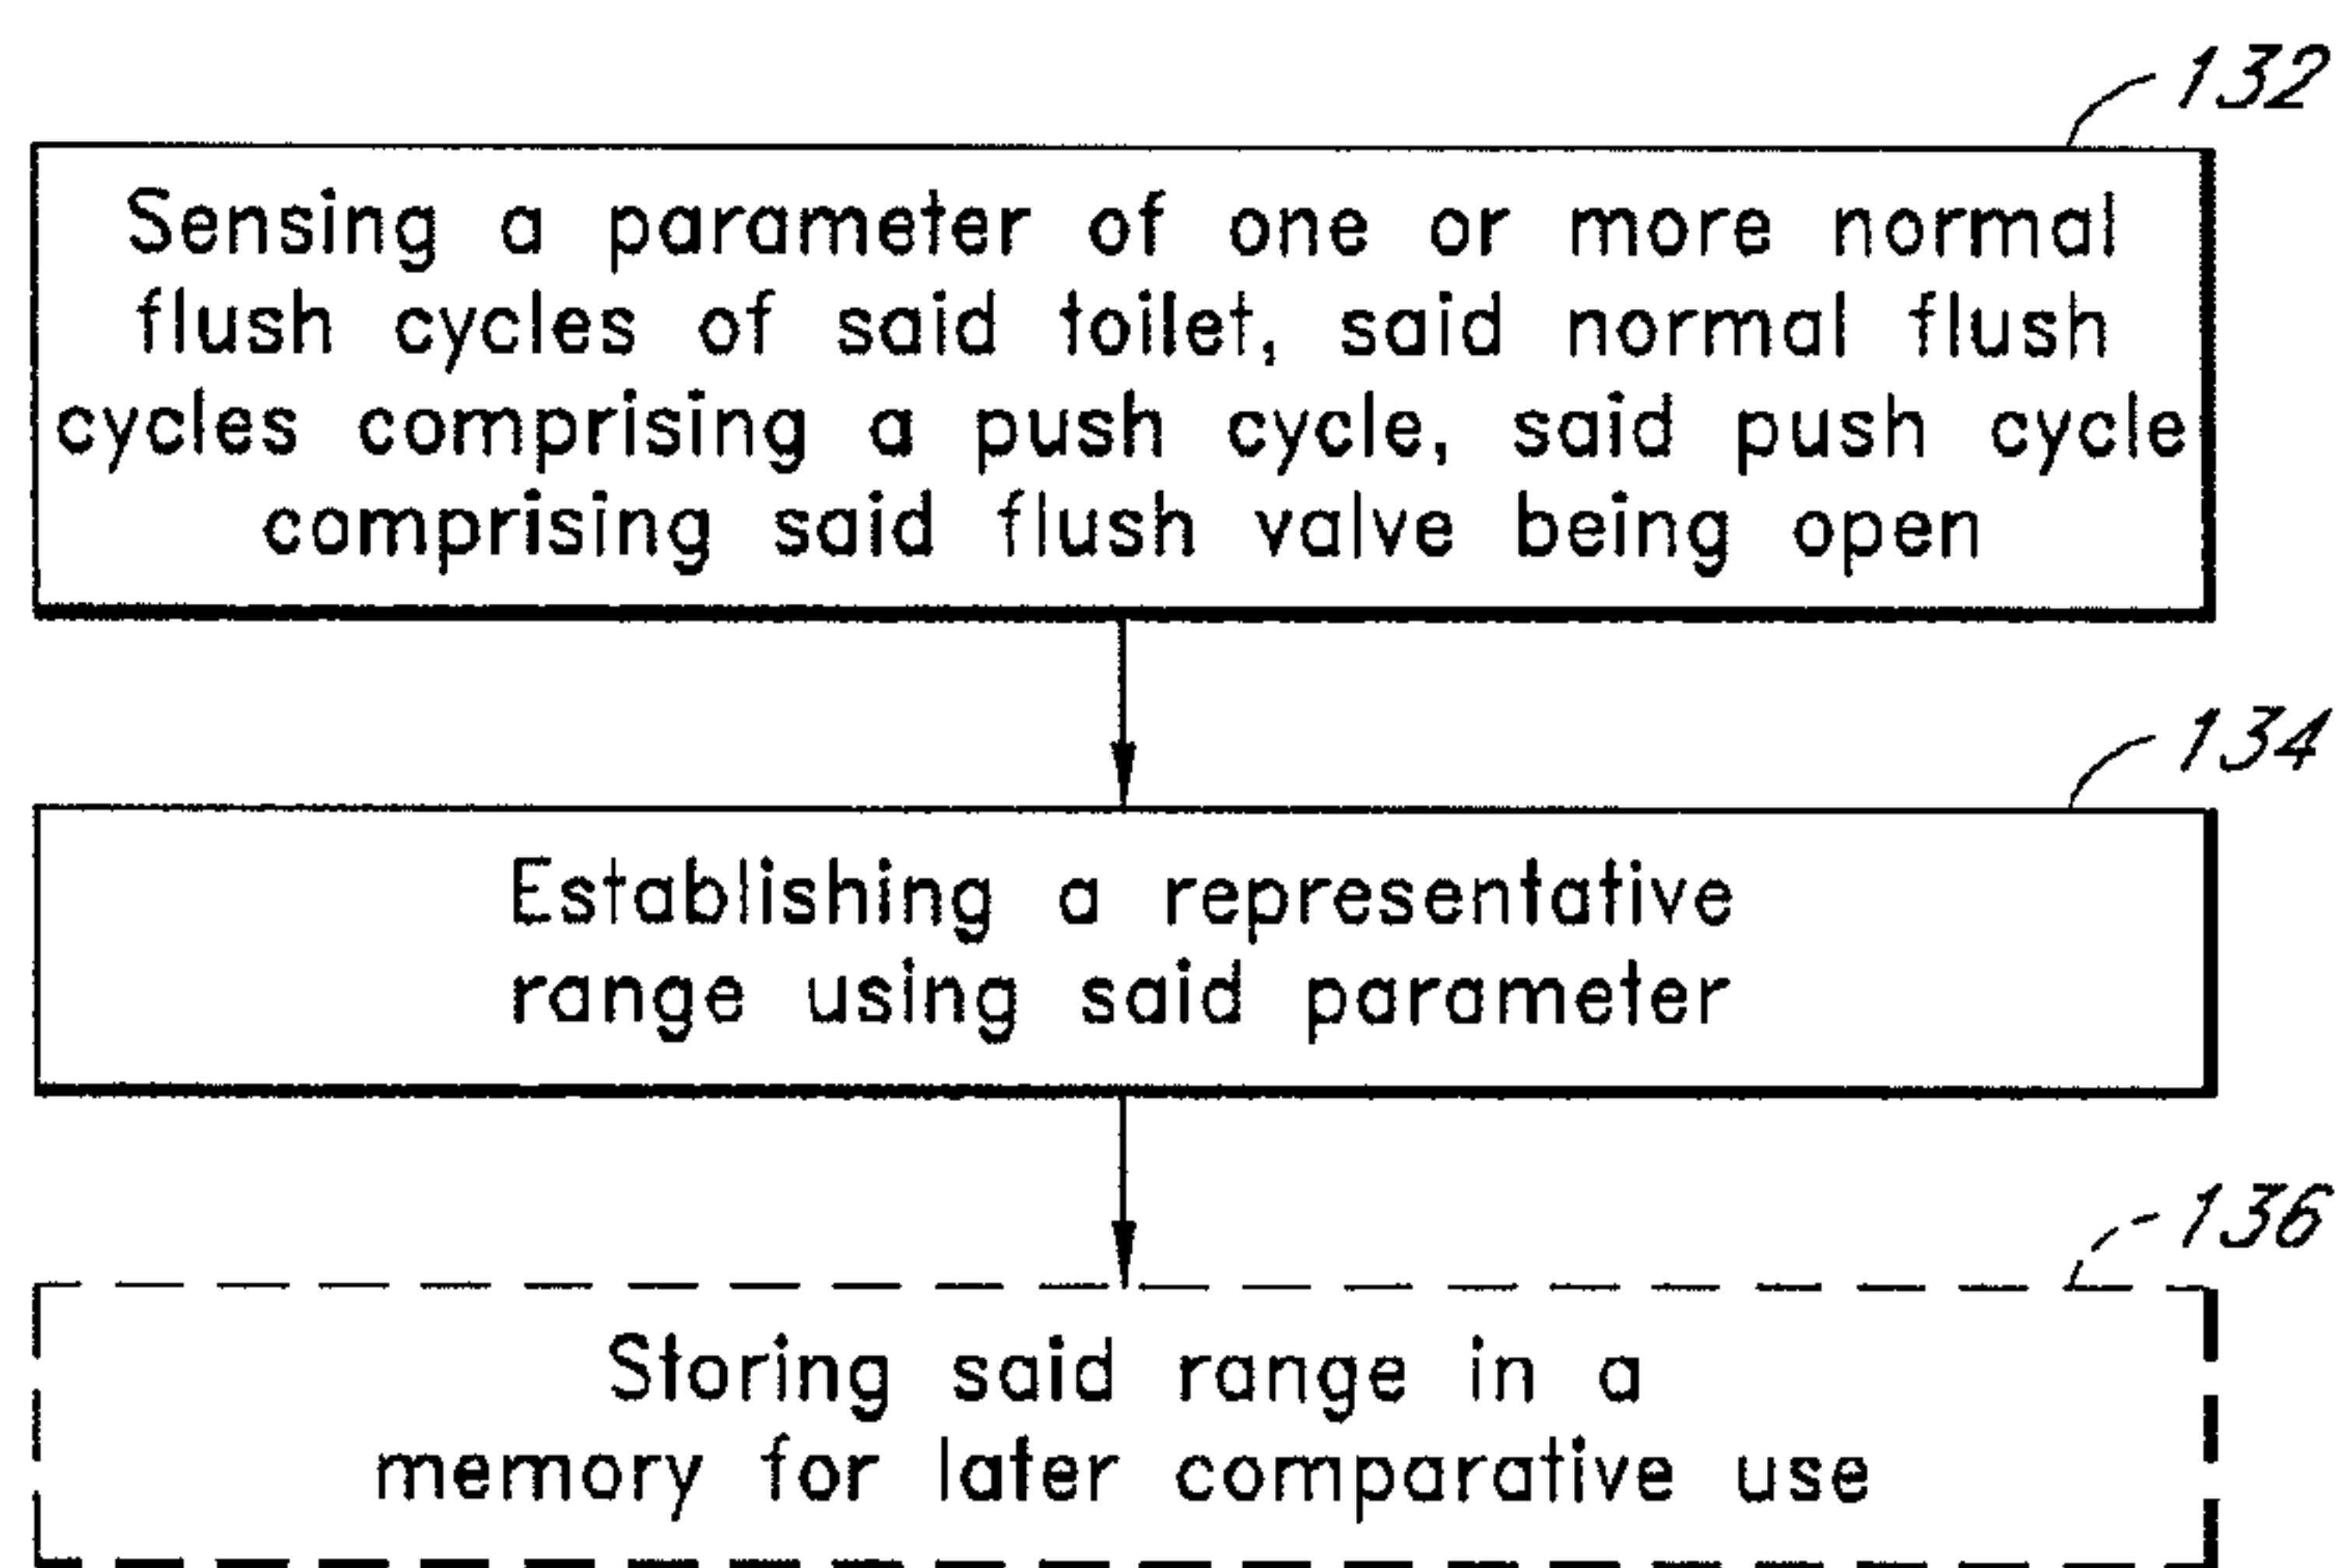 132
Sensing a parameter of one or more normal
flush cycles of said toilet, said normal flush
cycles comprising a push cycle, said push cycle
comprising said flush valve being open
134
Establishing a representative
range using said parameter
136
Storing said range in a
memory for later comparative use